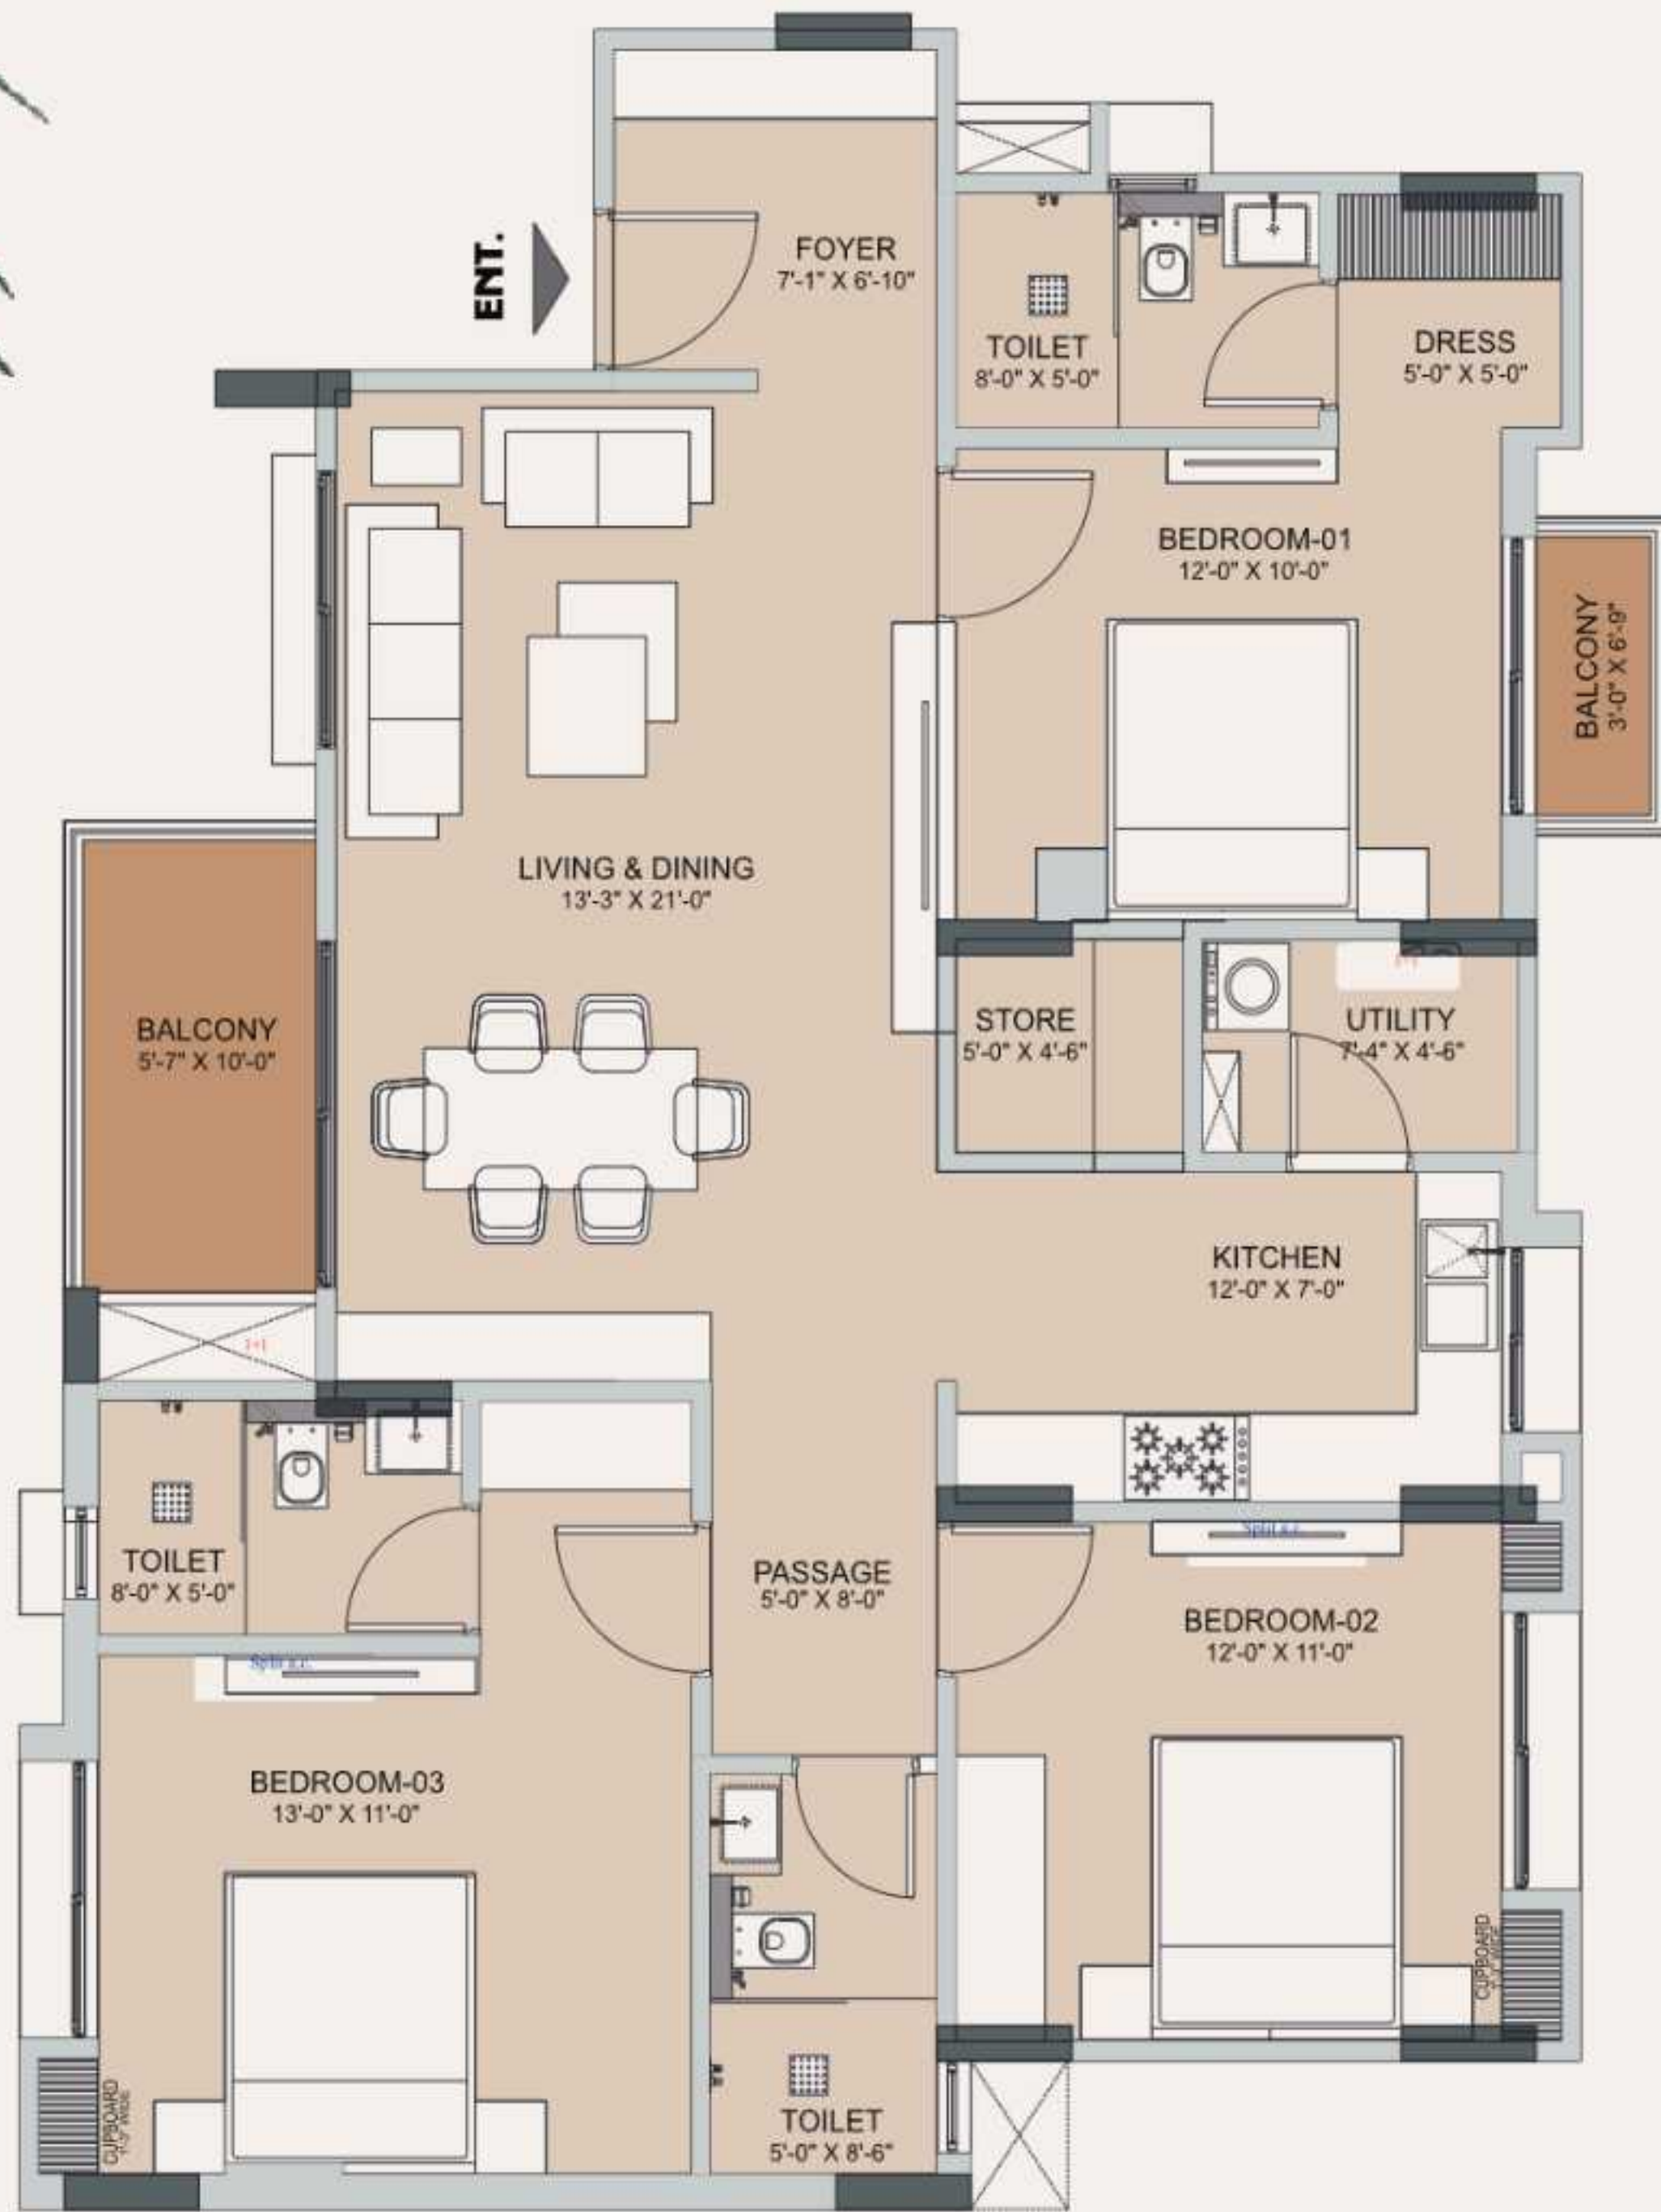 ENT.
FOYER
7'-1" X 6'-10"
TOILET
8'-0" X 5'-0"
DRESS
5'-0" X 5'-0"
BEDROOM-01
12'-0" X 10'-0"
BALCONY
3'-0" X 6'-9"
LIVING & DINING
13'-3" X 21'-0"
BALCONY
5'-7" X 10'-0"
STORE
5'-0" X 4'-6"
UTILITY
7'-4" X 4'-6"
KITCHEN
12'-0" X 7'-0"
TOILET
8'-0" X 5'-0"
PASSAGE
5'-0" X 8'-0"
Split a.c.
BEDROOM-02
12'-0" X 11'-0"
Split a.c.
BEDROOM-03
13'-0" X 11'-0"
CUPBOARD
WIDE
CUPBOARD
WIDE
TOILET
5'-0" X 8'-6"